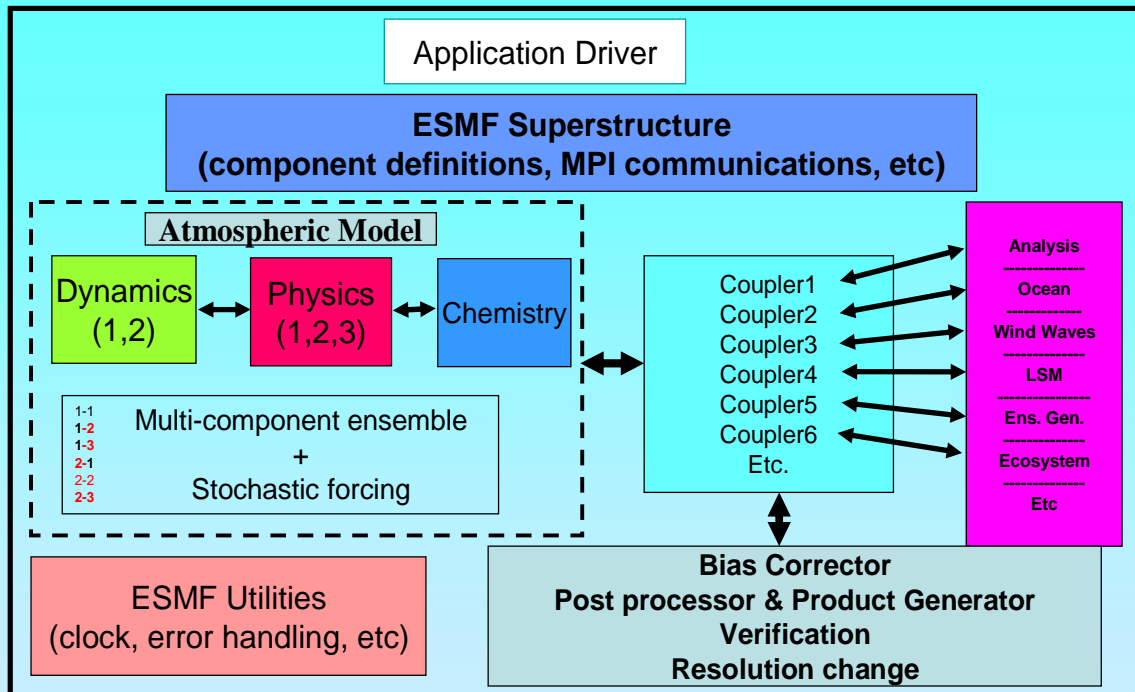 Application Driver
ESMF Superstructure
(component definitions, MPI communications, etc)
Atmospheric Model
Dynamics
(1,2)
Physics
(1,2,3)
Chemistry
1-1
1-2
1-3
2-1
2-2
2-3
Multi-component ensemble
+
Stochastic forcing
Coupler1
Coupler2
Coupler3
Coupler4
Coupler5
Coupler6
Etc.
Analysis
--------------
Ocean
-------------
Wind Waves
--------------
LSM
----------------
Ens. Gen.
--------------
Ecosystem
--------------
Etc
ESMF Utilities
(clock, error handling, etc)
Bias Corrector
Post processor & Product Generator
Verification
Resolution change